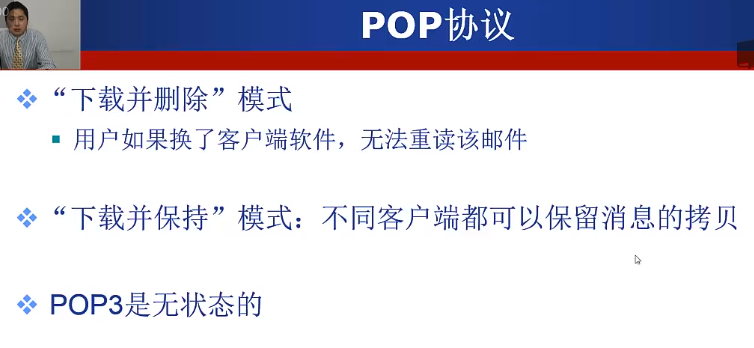 POP协议
“下载并删除”模式
用户如果换了客户端软件，无法重读该邮件
“下载并保持”模式：不同客户端都可以保留消息的拷贝
POP3是无状态的